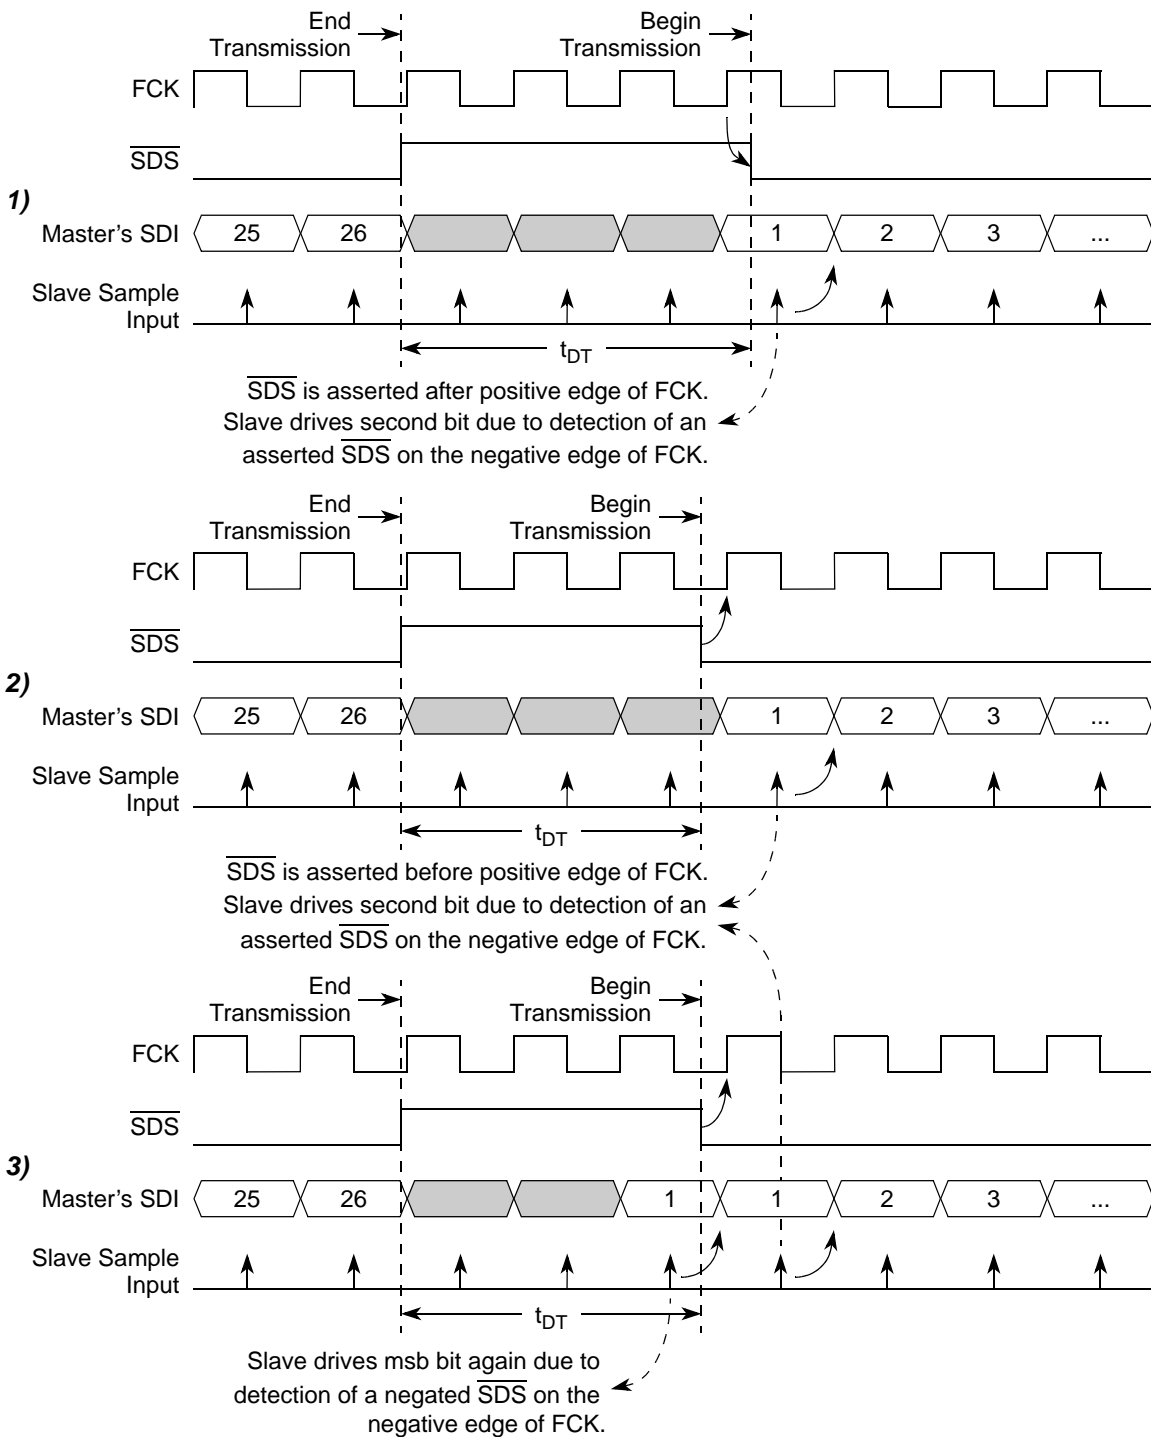 End
Transmission
Begin
Transmission
FCK
SDS
1)
Master's SDI
25 26 1 2 3 ...
Slave Sample
Input
tDT
SDS is asserted after positive edge of FCK.
Slave drives second bit due to detection of an
asserted SDS on the negative edge of FCK.
End
Transmission
Begin
Transmission
FCK
SDS
2)
Master's SDI
25 26 1 2 3 ...
Slave Sample
Input
tDT
SDS is asserted before positive edge of FCK.
Slave drives second bit due to detection of an
asserted SDS on the negative edge of FCK.
End
Transmission
Begin
Transmission
FCK
SDS
3)
Master's SDI
25 26 1 1 2 3 ...
Slave Sample
Input
tDT
Slave drives msb bit again due to
detection of a negated SDS on the
negative edge of FCK.